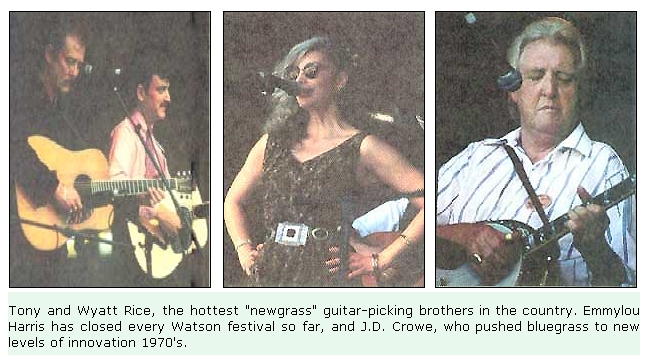 Tony and Wyatt Rice, the hottest "newgrass" guitar-picking brothers in the country. Emmylou
Harris has closed every Watson festival so far, and J.D. Crowe, who pushed bluegrass to new
levels of innovation 1970's.